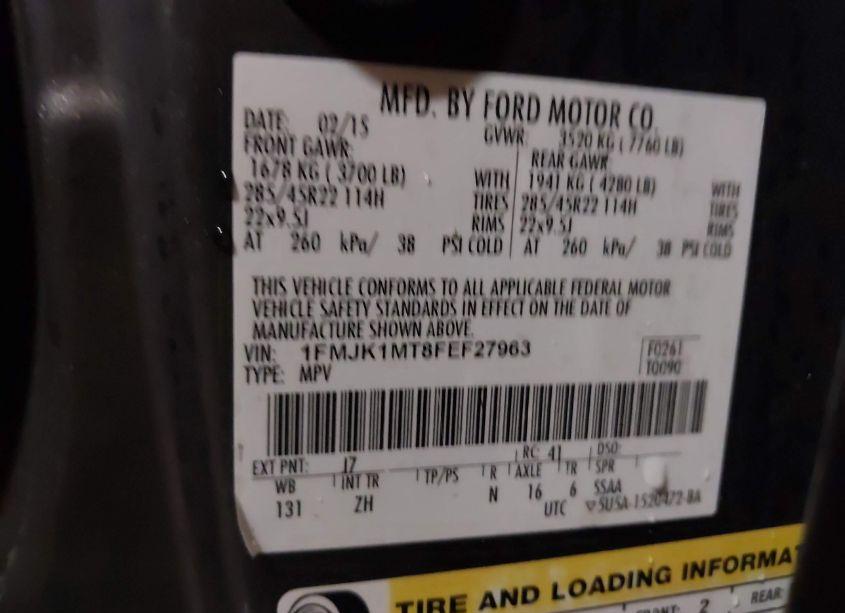 MFD. BY FORD MOTOR CO.
DATE: 02/15 GVWR: 3520 KG ( 7760 LB)
FRONT GAWR: REAR GAWR:
1678 KG ( 3700 LB) WITH 1941 KG ( 4280 LB) WITH
285/45R22 114H TIRES 285/45R22 114H TIRES
22x9.5J RIMS 22x9.5J RIMS
AT 260 kPa/ 38 PSI COLD AT 260 kPa/ 38 PSI COLD
THIS VEHICLE CONFORMS TO ALL APPLICABLE FEDERAL MOTOR
VEHICLE SAFETY STANDARDS IN EFFECT ON THE DATE OF
MANUFACTURE SHOWN ABOVE.
VIN: 1FMJK1MT8FEF27963 F0261
TYPE: MPV T0090
EXT PNT: J7 RC: 41 DSO:
WB INT TR TP/PS R AXLE TR SPR
131 ZH N 16 6 SSAA
UTC
TIRE AND LOADING INFORMA
2 REAR: